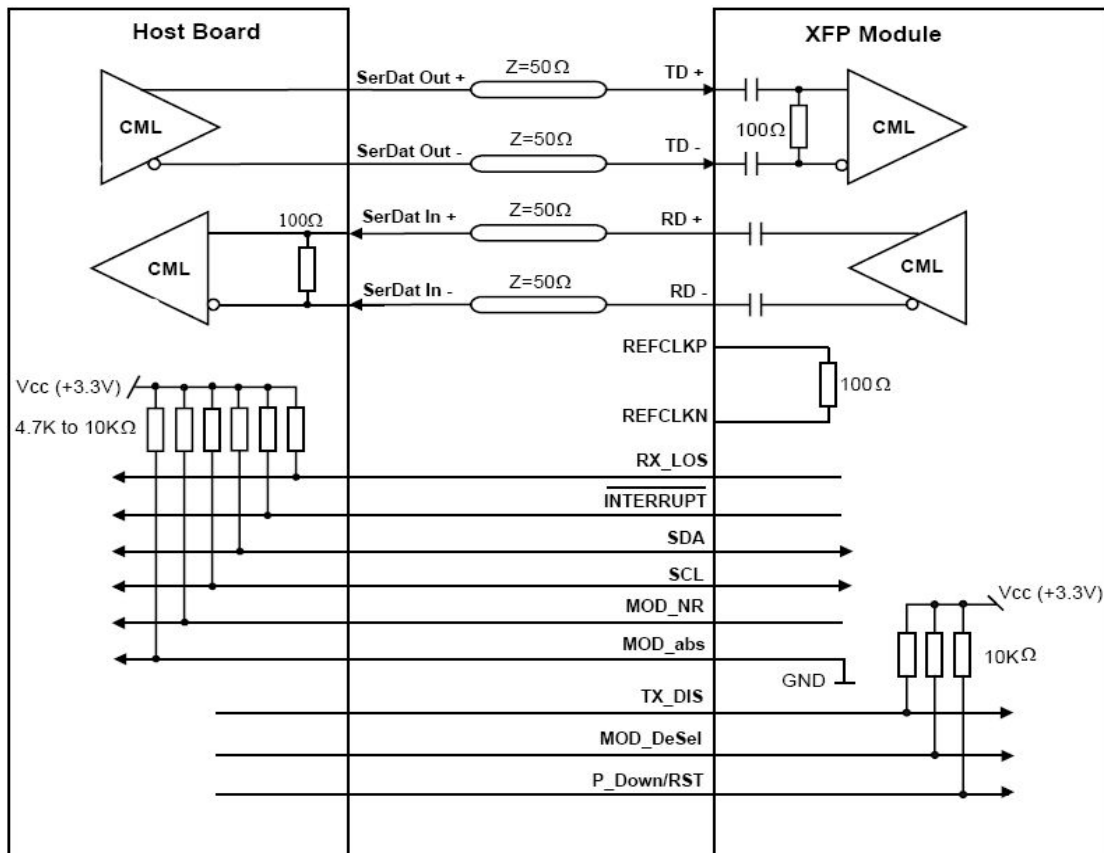 Host Board
XFP Module
SerDat Out +
Z=50Ω
TD +
CML
100Ω
CML
SerDat Out -
Z=50Ω
TD -
100Ω
SerDat In +
Z=50Ω
RD +
CML
CML
SerDat In -
Z=50Ω
RD -
REFCLKP
100Ω
REFCLKN
Vcc (+3.3V)
4.7K to 10KΩ
RX_LOS
INTERRUPT
SDA
SCL
MOD_NR
Vcc (+3.3V)
MOD_abs
10KΩ
GND
TX_DIS
MOD_DeSel
P_Down/RST